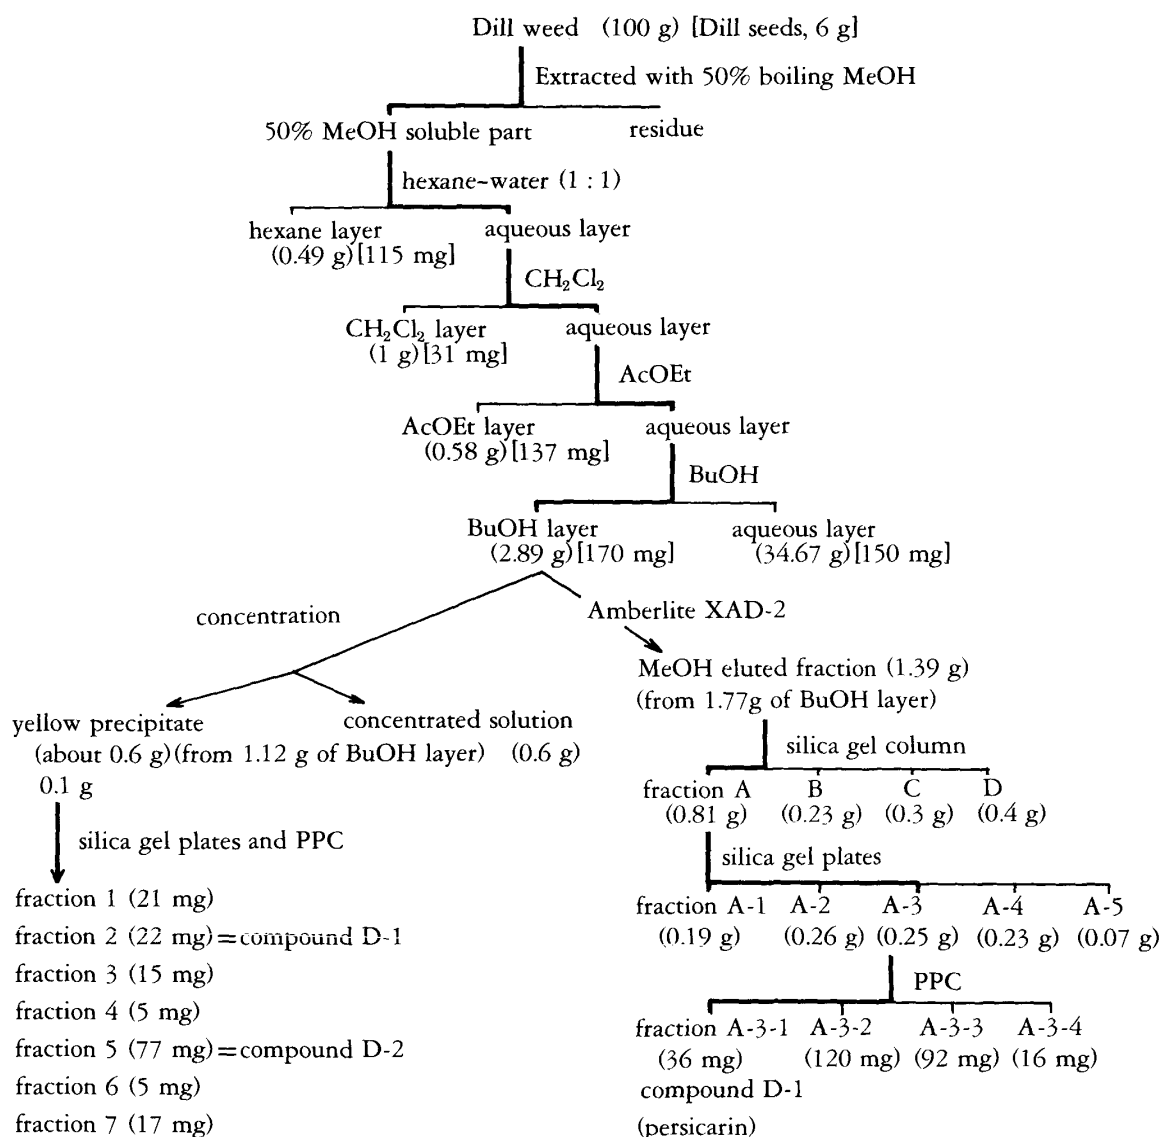 Dill weed (100 g) [Dill seeds, 6 g]
Extracted with 50% boiling MeOH
50% MeOH soluble part residue
hexane-water (1 : 1)
hexane layer aqueous layer
(0.49 g)[115 mg]
CH₂Cl₂
CH₂Cl₂ layer aqueous layer
(1 g)[31 mg]
AcOEt
AcOEt layer aqueous layer
(0.58 g)[137 mg]
BuOH
BuOH layer aqueous layer
(2.89 g)[170 mg] (34.67 g)[150 mg]
concentration
Amberlite XAD-2
MeOH eluted fraction (1.39 g)
(from 1.77g of BuOH layer)
yellow precipitate concentrated solution
(about 0.6 g)(from 1.12 g of BuOH layer) (0.6 g)
0.1 g
silica gel plates and PPC
fraction 1 (21 mg)
fraction 2 (22 mg)=compound D-1
fraction 3 (15 mg)
fraction 4 (5 mg)
fraction 5 (77 mg)=compound D-2
fraction 6 (5 mg)
fraction 7 (17 mg)
silica gel column
fraction A B C D
(0.81 g) (0.23 g) (0.3 g) (0.4 g)
silica gel plates
fraction A-1 A-2 A-3 A-4 A-5
(0.19 g) (0.26 g) (0.25 g) (0.23 g) (0.07 g)
PPC
fraction A-3-1 A-3-2 A-3-3 A-3-4
(36 mg) (120 mg) (92 mg) (16 mg)
compound D-1
(persicarin)